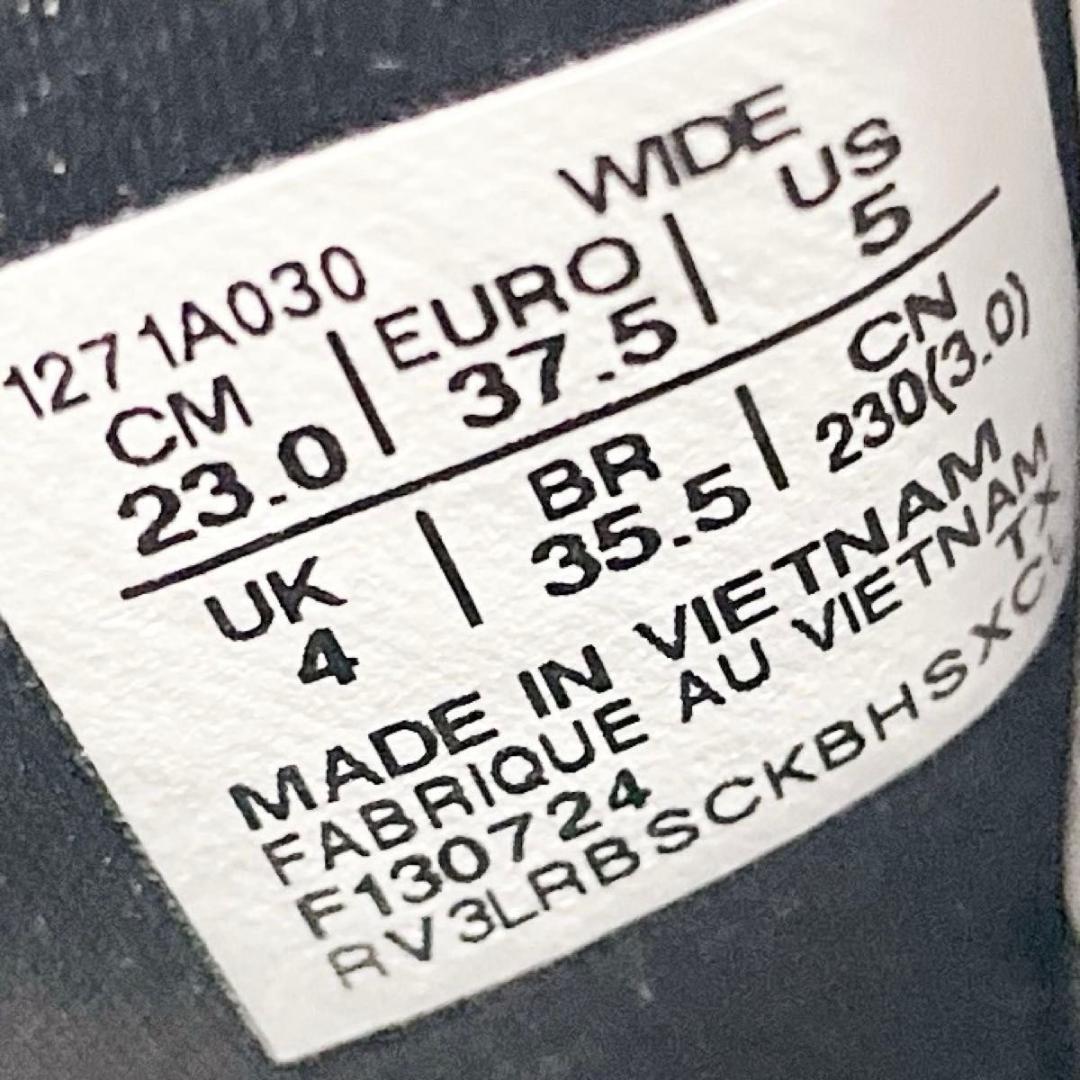 WIDE
1271A030
CM | EURO | US
23.0 | 37.5 | 5
UK | BR | CN
4 | 35.5 | 230(3.0)
MADE IN VIETNAM
FABRIQUE AU VIETNAM
F130724 TX